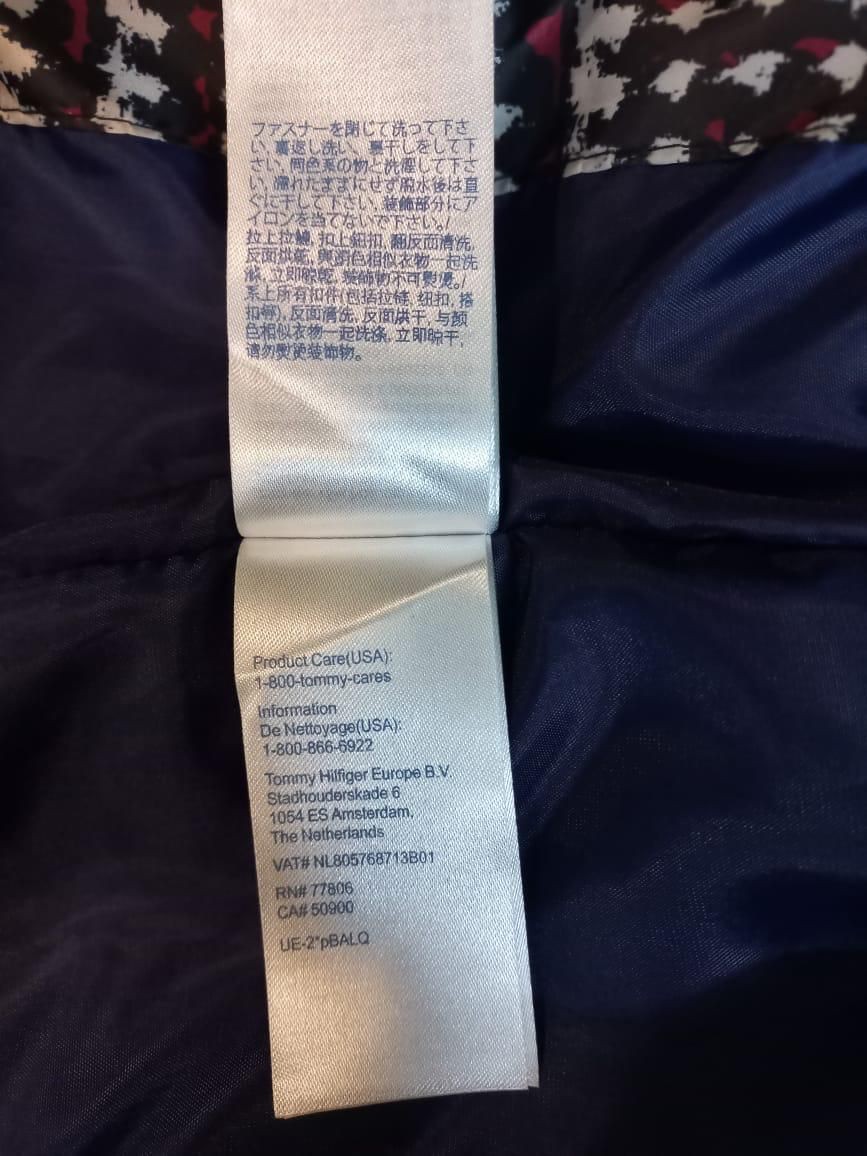 ファスナーを閉じて洗って下さ
い, 裏返し洗い、裏干しをして下
さい, 同色系の物と洗濯して下さ
い, 濡れたままにせず脱水後は直
ぐに干して下さい, 装飾部分にア
イロンを当てないで下さい。/
拉上拉鏈, 扣上鈕扣, 翻反面清洗,
反面烘乾, 與顏色相似衣物一起洗
滌, 立即晾乾, 裝飾物不可熨燙。/
系上所有扣件(包括拉链, 纽扣, 搭
扣等), 反面清洗, 反面烘干, 与颜
色相似衣物一起洗涤, 立即晾干,
请勿熨烫装饰物。
Product Care(USA):
1-800-tommy-cares
Information
De Nettoyage(USA):
1-800-866-6922
Tommy Hilfiger Europe B.V.
Stadhouderskade 6
1054 ES Amsterdam,
The Netherlands
VAT# NL805768713B01
RN# 77806
CA# 50900
UE-2*pBALQ